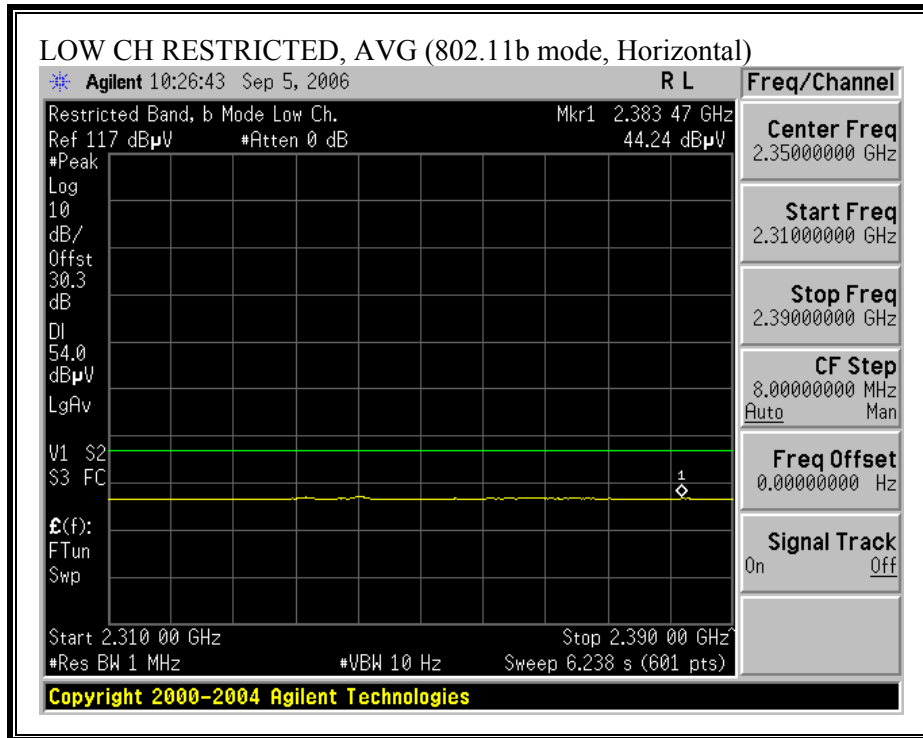 LOW CH RESTRICTED, AVG (802.11b mode, Horizontal)
Agilent 10:26:43 Sep 5, 2006 R L
Restricted Band, b Mode Low Ch. Mkr1 2.383 47 GHz
Ref 117 dBµV #Atten 0 dB 44.24 dBµV
#Peak
Log
10
dB/
Offst
30.3
dB
DI
54.0
dBµV
LgAv
V1 S2
S3 FC
1
£(f):
FTun
Swp
Start 2.310 00 GHz Stop 2.390 00 GHz^
#Res BW 1 MHz #VBW 10 Hz Sweep 6.238 s (601 pts)
Copyright 2000-2004 Agilent Technologies
Freq/Channel
Center Freq
2.35000000 GHz
Start Freq
2.31000000 GHz
Stop Freq
2.39000000 GHz
CF Step
8.00000000 MHz
Auto Man
Freq Offset
0.00000000 Hz
Signal Track
On Off